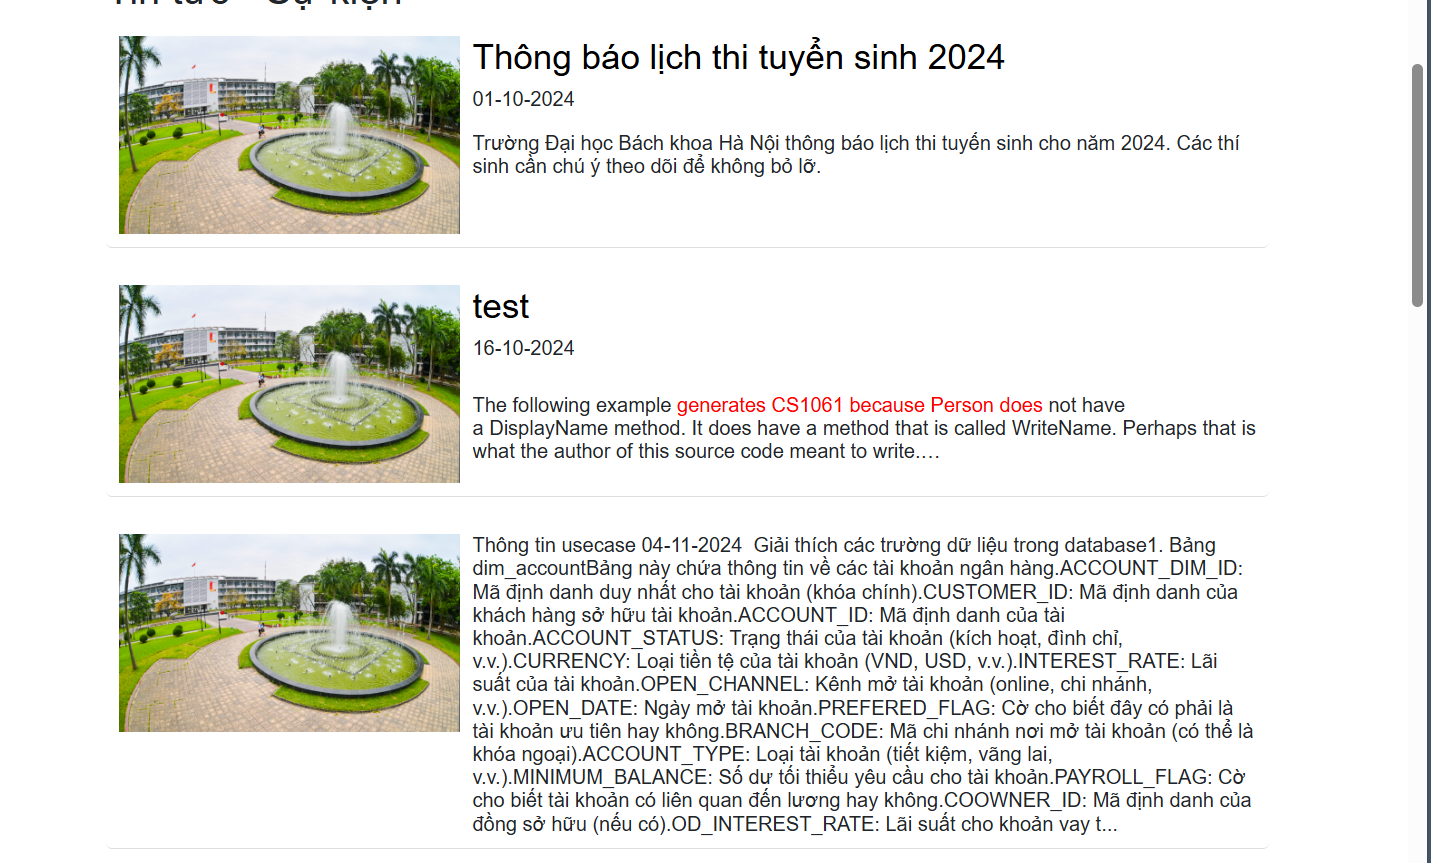 Tin tức - Sự kiện
Thông báo lịch thi tuyển sinh 2024
01-10-2024
Trường Đại học Bách khoa Hà Nội thông báo lịch thi tuyển sinh cho năm 2024. Các thí
sinh cần chú ý theo dõi để không bỏ lỡ.
test
16-10-2024
The following example generates CS1061 because Person does not have
a DisplayName method. It does have a method that is called WriteName. Perhaps that is
what the author of this source code meant to write.…
Thông tin usecase 04-11-2024  Giải thích các trường dữ liệu trong database1. Bảng
dim_accountBảng này chứa thông tin về các tài khoản ngân hàng.ACCOUNT_DIM_ID:
Mã định danh duy nhất cho tài khoản (khóa chính).CUSTOMER_ID: Mã định danh của
khách hàng sở hữu tài khoản.ACCOUNT_ID: Mã định danh của tài
khoản.ACCOUNT_STATUS: Trạng thái của tài khoản (kích hoạt, đình chỉ,
v.v.).CURRENCY: Loại tiền tệ của tài khoản (VND, USD, v.v.).INTEREST_RATE: Lãi
suất của tài khoản.OPEN_CHANNEL: Kênh mở tài khoản (online, chi nhánh,
v.v.).OPEN_DATE: Ngày mở tài khoản.PREFERED_FLAG: Cờ cho biết đây có phải là
tài khoản ưu tiên hay không.BRANCH_CODE: Mã chi nhánh nơi mở tài khoản (có thể là
khóa ngoại).ACCOUNT_TYPE: Loại tài khoản (tiết kiệm, vãng lai,
v.v.).MINIMUM_BALANCE: Số dư tối thiểu yêu cầu cho tài khoản.PAYROLL_FLAG: Cờ
cho biết tài khoản có liên quan đến lương hay không.COOWNER_ID: Mã định danh của
đồng sở hữu (nếu có).OD_INTEREST_RATE: Lãi suất cho khoản vay t...